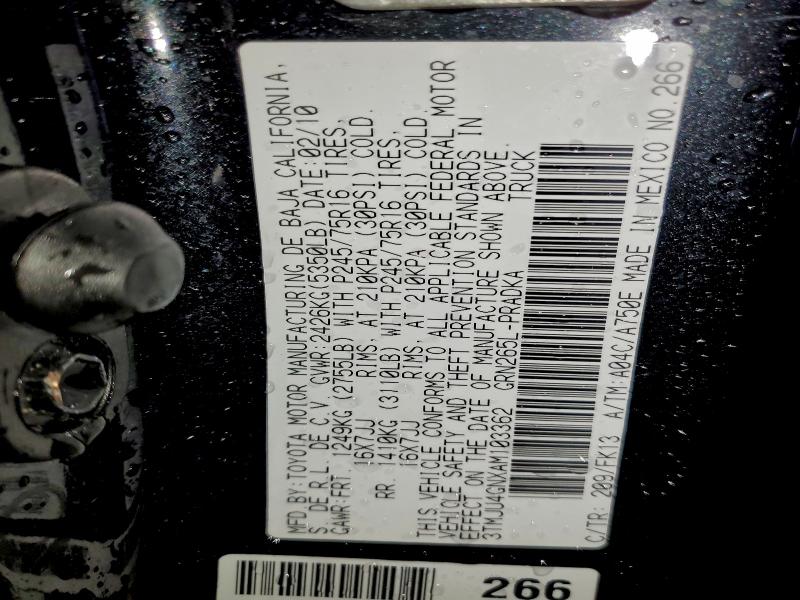 MFD. BY: TOYOTA MOTOR MANUFACTURING DE BAJA CALIFORNIA,
S. DE R.L. DE C.V. GVWR: 2426KG(5350LB) DATE: 02/10
GAWR: FRT. 1249KG (2755LB) WITH P245/75R16 TIRES,
16X7JJ RIMS, AT 210KPA (30PSI) COLD.
RR. 1410KG (3110LB) WITH P245/75R16 TIRES,
16X7JJ RIMS, AT 210KPA (30PSI) COLD.
THIS VEHICLE CONFORMS TO ALL APPLICABLE FEDERAL MOTOR
VEHICLE SAFETY AND THEFT PREVENTION STANDARDS IN
EFFECT ON THE DATE OF MANUFACTURE SHOWN ABOVE.
3TMJU4GNXAM103362 GRN265L-PRADKA TRUCK
C/TR: 209/FK13 A/TM: A04C/A750E MADE IN MEXICO NO. 266
266